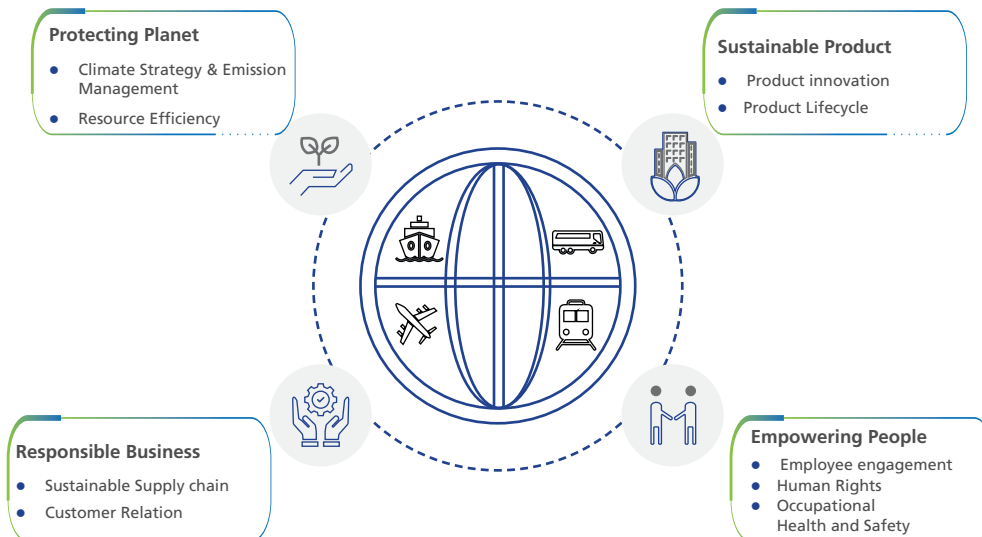 Protecting Planet
Climate Strategy & Emission
Management
Resource Efficiency
Sustainable Product
Product innovation
Product Lifecycle
Responsible Business
Sustainable Supply chain
Customer Relation
Empowering People
Employee engagement
Human Rights
Occupational
Health and Safety